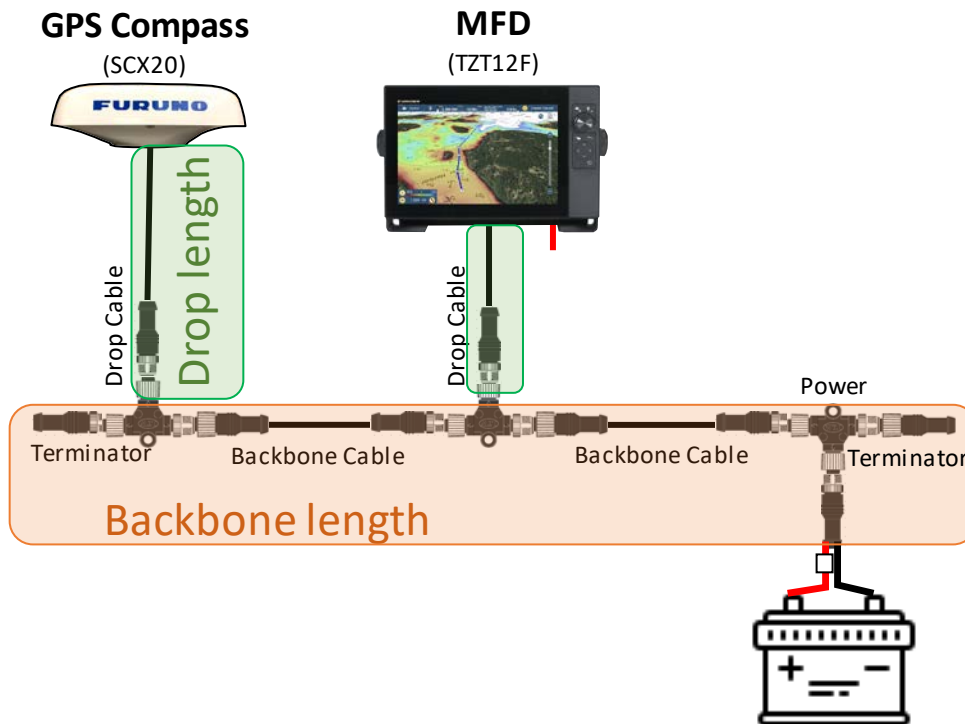 GPS Compass
(SCX20)
MFD
(TZT12F)
FURUNO
Drop Cable
Drop length
Drop Cable
Power
Terminator
Backbone Cable
Backbone Cable
Terminator
Backbone length